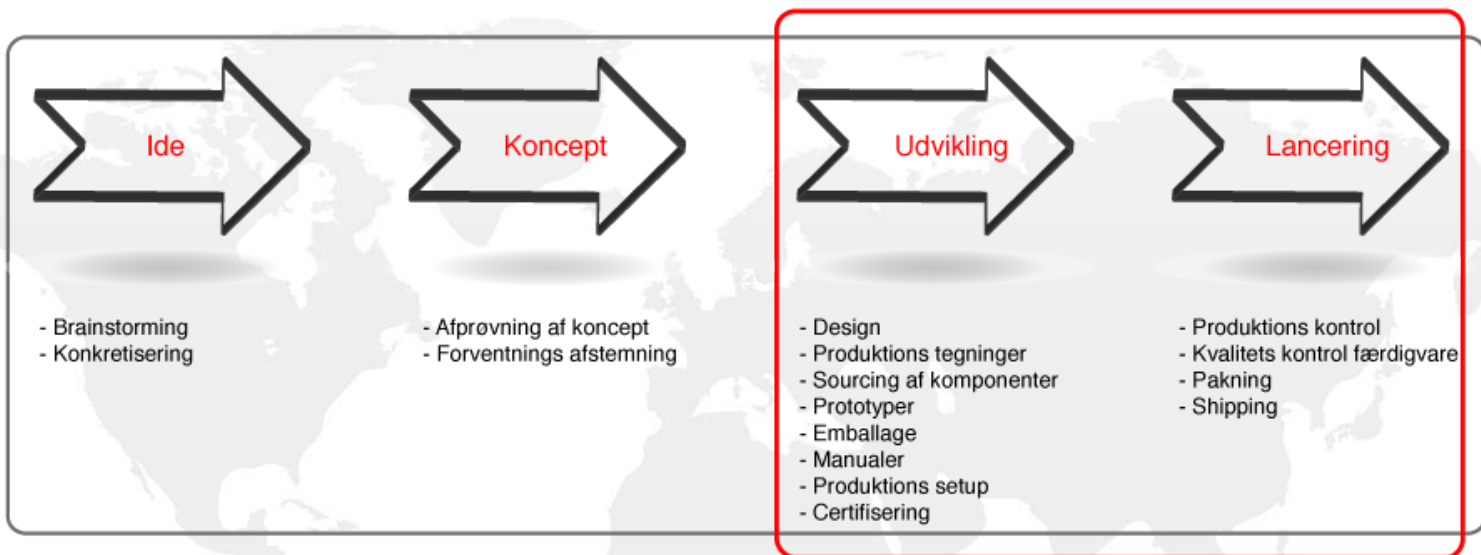 Ide
Koncept
Udvikling
Lancering
- Brainstorming
- Konkretisering
- Afprøvning af koncept
- Forventnings afstemning
- Design
- Produktions tegninger
- Sourcing af komponenter
- Prototyper
- Emballage
- Manualer
- Produktions setup
- Certifisering
- Produktions kontrol
- Kvalitets kontrol færdigvare
- Pakning
- Shipping